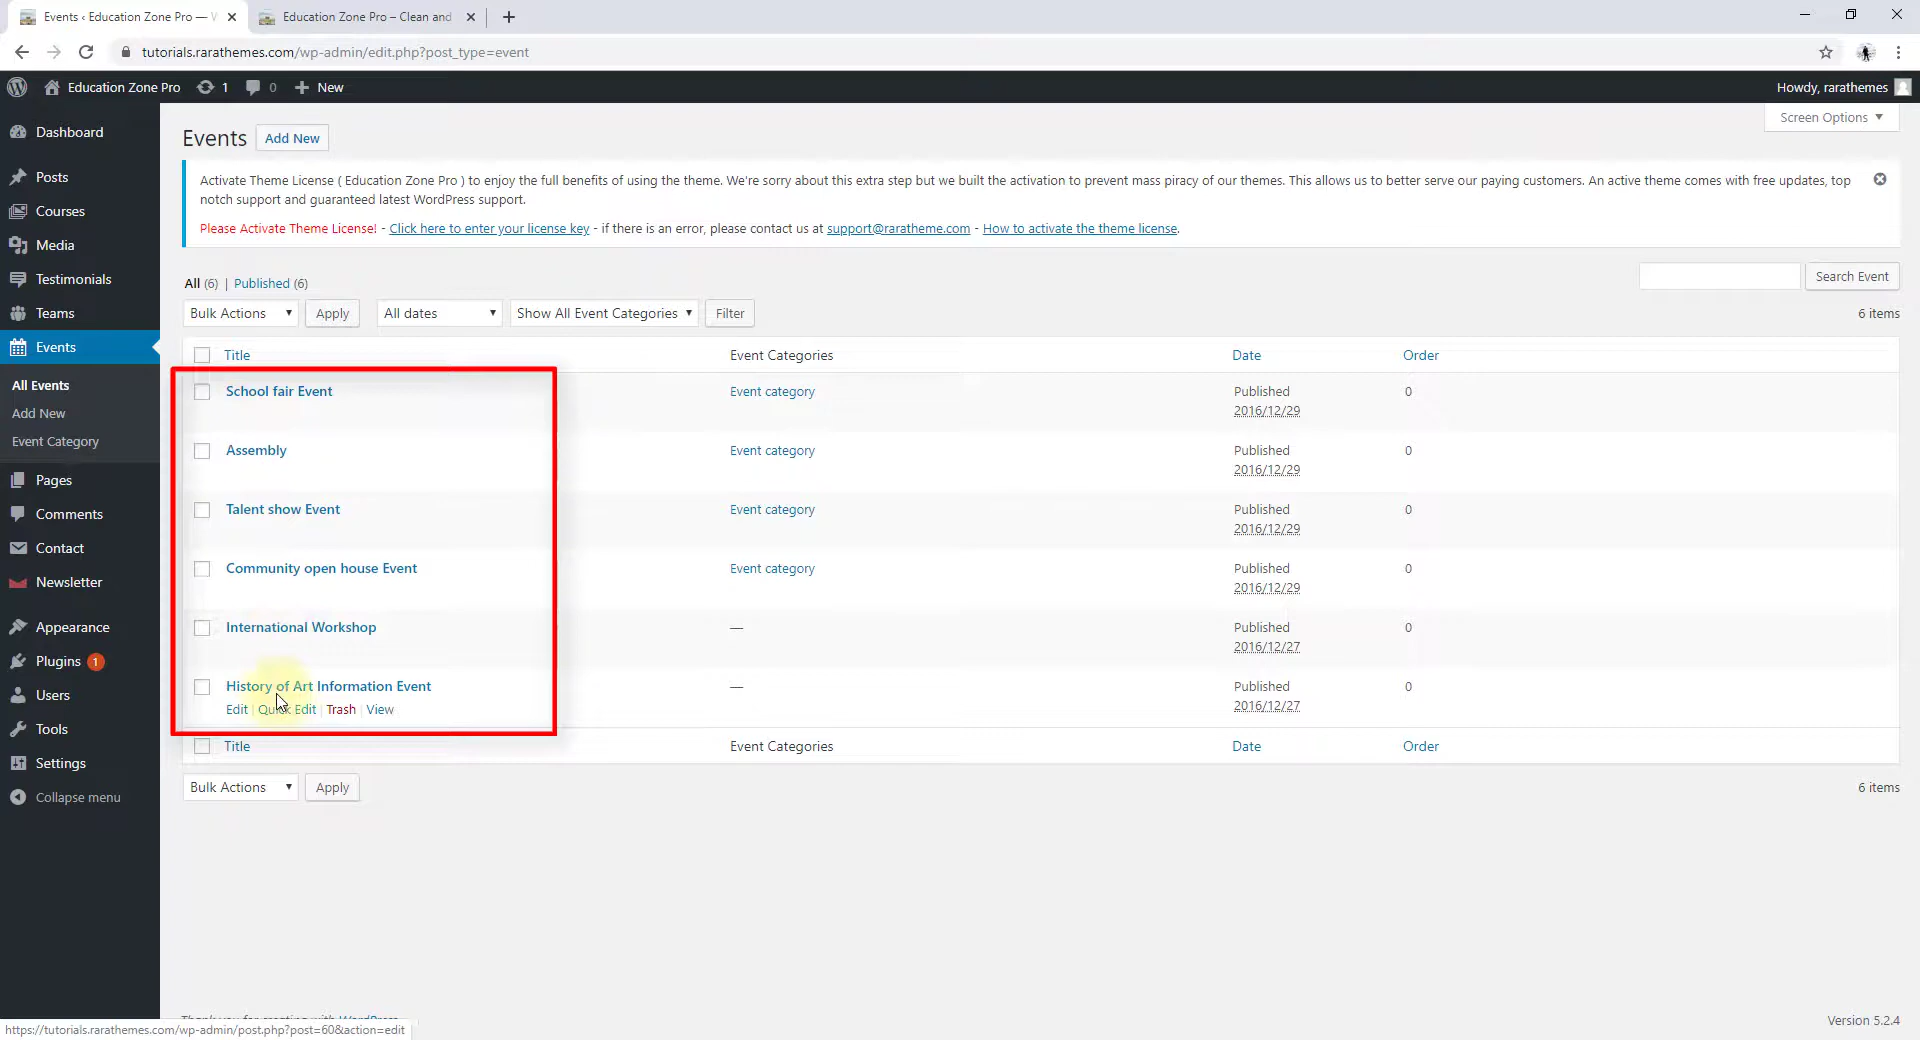 Events ‹ Education Zone Pro —
Education Zone Pro – Clean and
tutorials.rarathemes.com/wp-admin/edit.php?post_type=event
Education Zone Pro 1 0 New
Howdy, rarathemes
Dashboard
Posts
Courses
Media
Testimonials
Teams
Events
All Events
Add New
Event Category
Pages
Comments
Contact
Newsletter
Appearance
Plugins 1
Users
Tools
Settings
Collapse menu
Screen Options
Events Add New
Activate Theme License ( Education Zone Pro ) to enjoy the full benefits of using the theme. We're sorry about this extra step but we built the activation to prevent mass piracy of our themes. This allows us to better serve our paying customers. An active theme comes with free updates, top
notch support and guaranteed latest WordPress support.
Please Activate Theme License! - Click here to enter your license key - if there is an error, please contact us at support@raratheme.com - How to activate the theme license.
All (6) | Published (6)
Search Event
Bulk Actions Apply All dates Show All Event Categories Filter
6 items
Title Event Categories Date Order
School fair Event Event category Published 0
2016/12/29
Assembly Event category Published 0
2016/12/29
Talent show Event Event category Published 0
2016/12/29
Community open house Event Event category Published 0
2016/12/29
International Workshop — Published 0
2016/12/27
History of Art Information Event — Published 0
Edit | Quick Edit | Trash | View 2016/12/27
Title Event Categories Date Order
Bulk Actions Apply
6 items
Thank you for creating with WordPress
https://tutorials.rarathemes.com/wp-admin/post.php?post=60&action=edit
Version 5.2.4